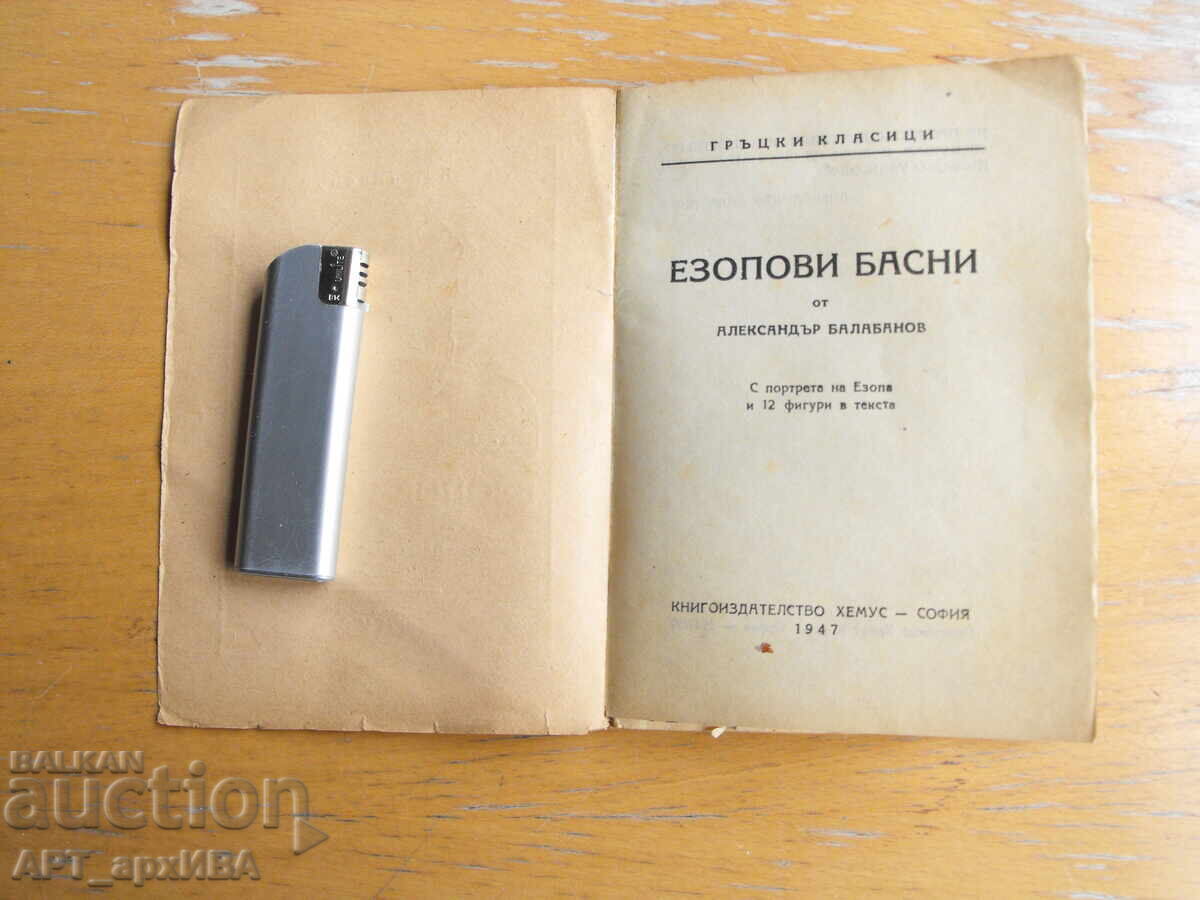 ГРЪЦКИ КЛАСИЦИ
ЕЗОПОВИ БАСНИ
от
АЛЕКСАНДЪР БАЛАБАНОВ
С портрета на Езопа
и 12 фигури в текста
КНИГОИЗДАТЕЛСТВО ХЕМУС — СОФИЯ
1947
UNILITE
BALKAN
auction
АРТ_архИВА